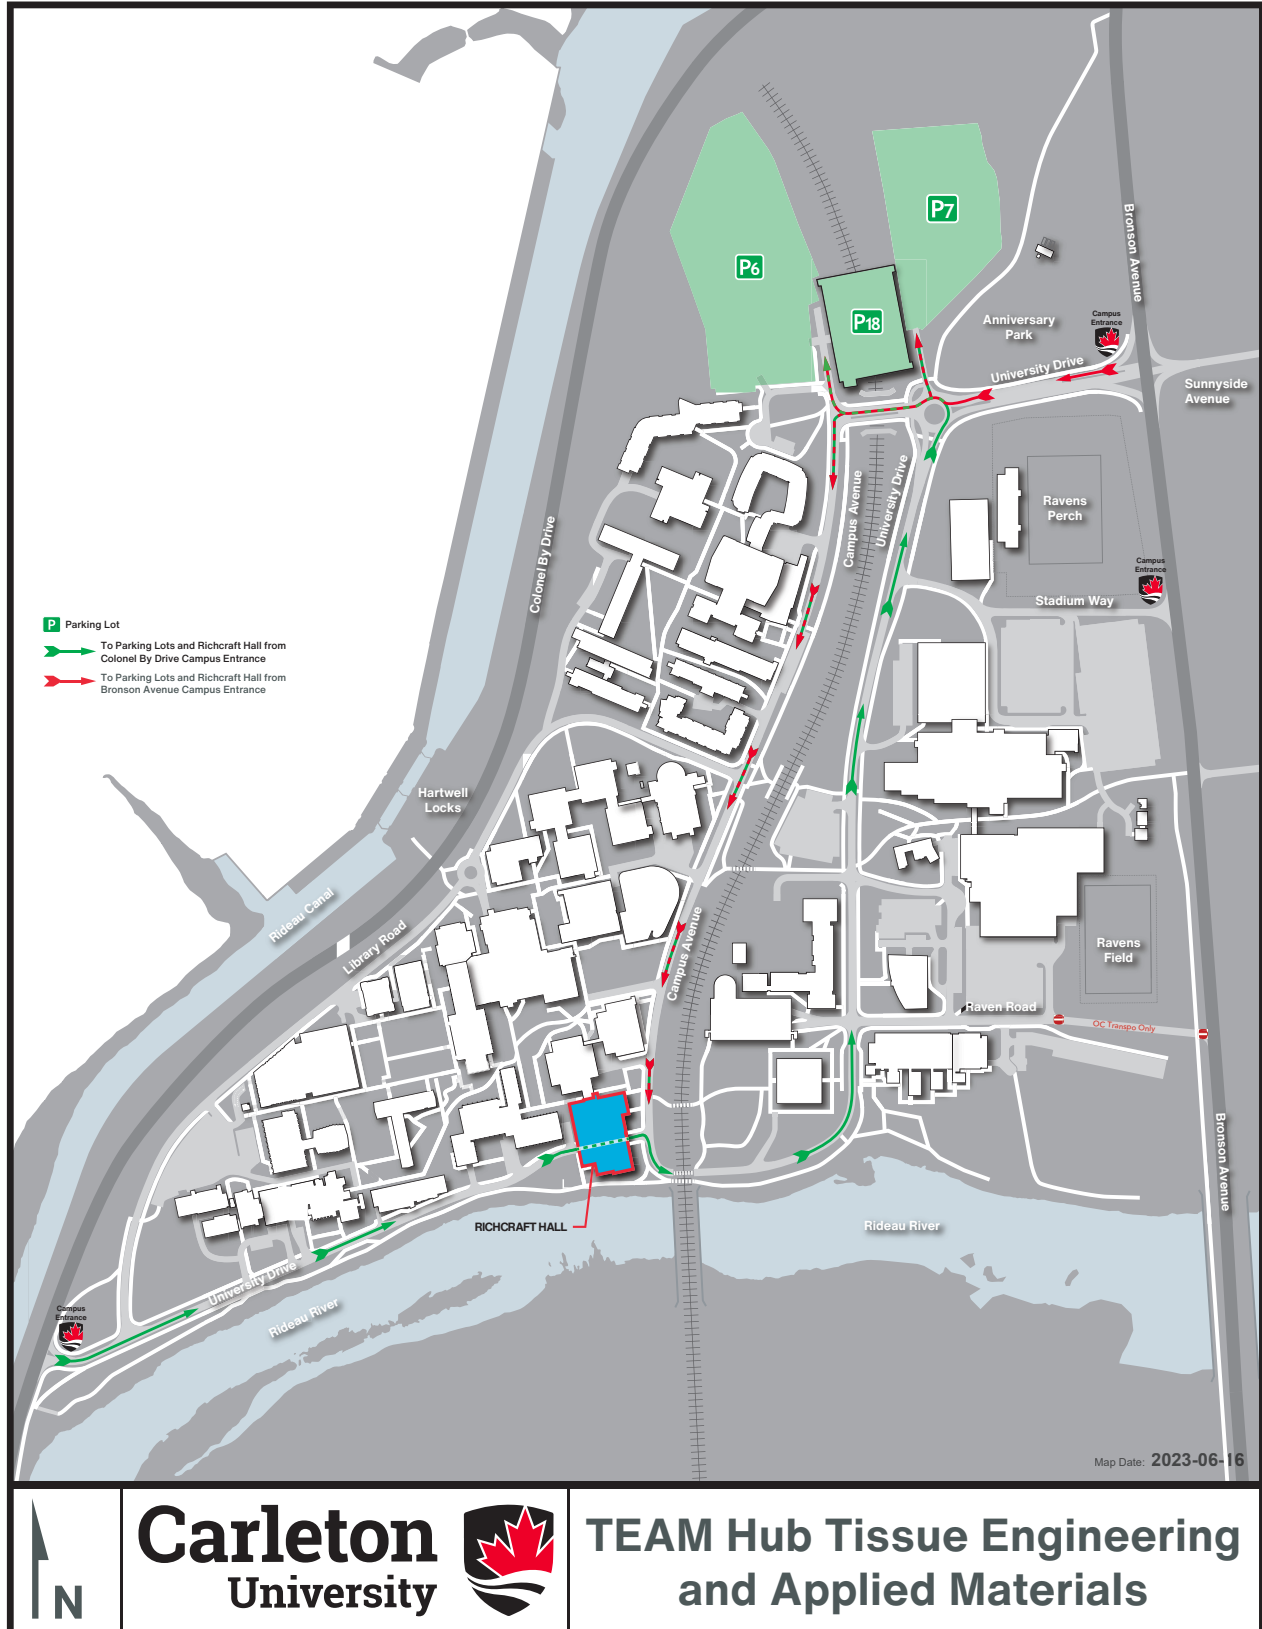 P7
P6
P18
Bronson Avenue
Anniversary
Park
Campus
Entrance
University Drive
Sunnyside
Avenue
Ravens
Perch
Campus Avenue
University Drive
Colonel By Drive
Campus
Entrance
Stadium Way
P Parking Lot
To Parking Lots and Richcraft Hall from
Colonel By Drive Campus Entrance
To Parking Lots and Richcraft Hall from
Bronson Avenue Campus Entrance
Hartwell
Locks
Rideau Canal
Library Road
Campus Avenue
Ravens
Field
Raven Road
OC Transpo Only
Bronson Avenue
RICHCRAFT HALL
Rideau River
University Drive
Rideau River
Campus
Entrance
Map Date: 2023-06-16
N
Carleton
University
TEAM Hub Tissue Engineering
and Applied Materials